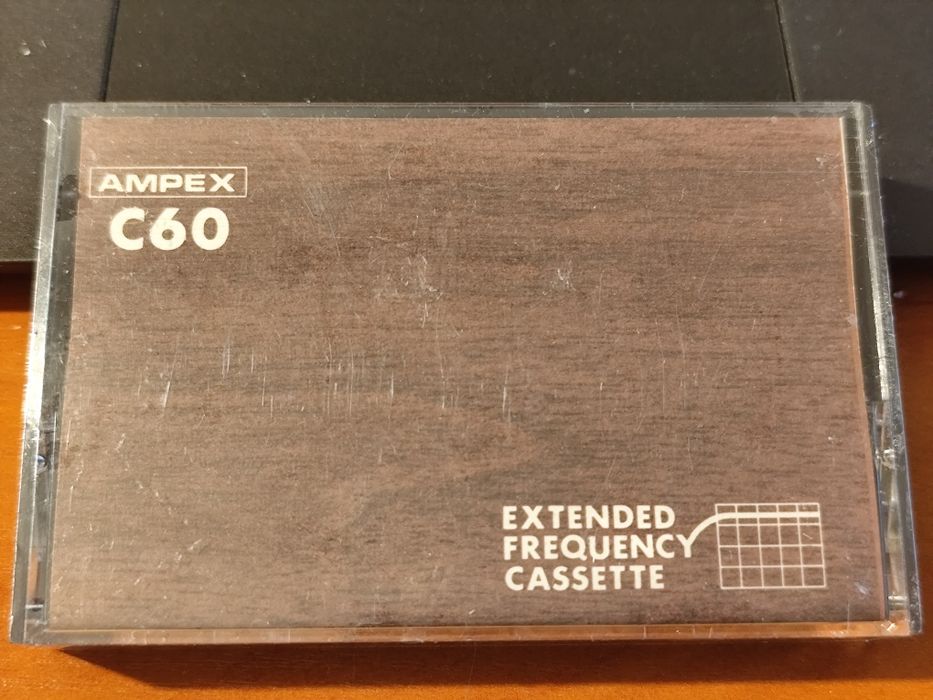 AMPEX
C60
EXTENDED
FREQUENCY
CASSETTE